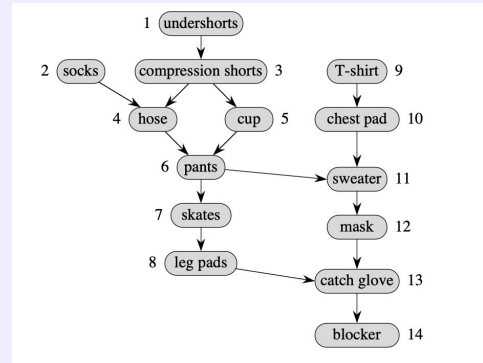 1 undershorts
2 socks
compression shorts 3
T-shirt 9
4 hose
cup 5
chest pad 10
6 pants
sweater 11
7 skates
mask 12
8 leg pads
catch glove 13
blocker 14